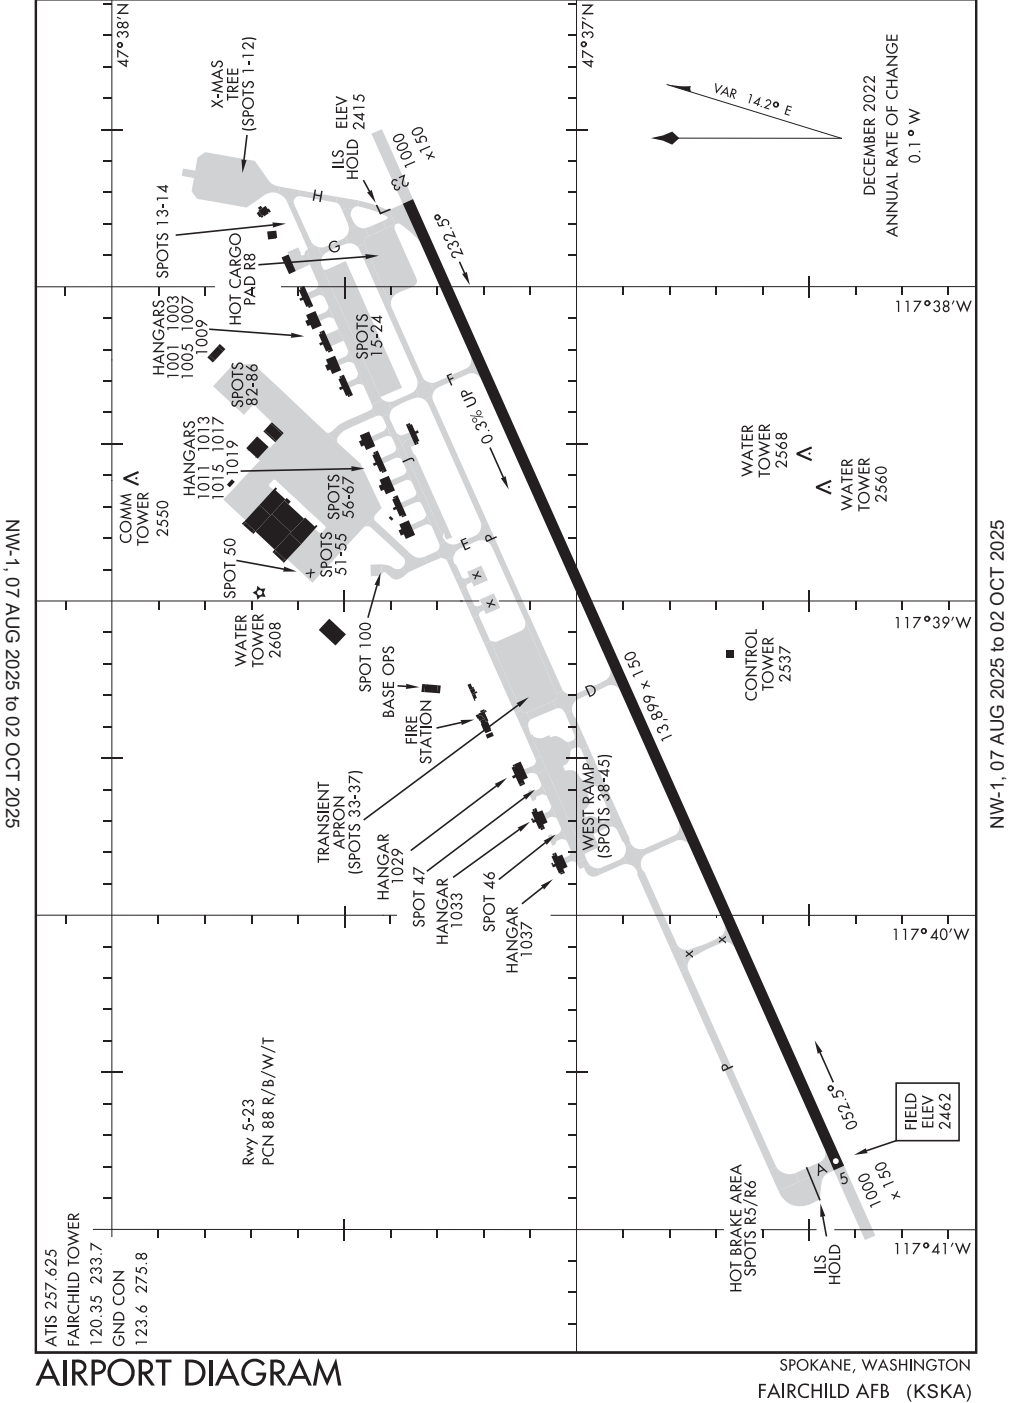 ATIS 257.625
FAIRCHILD TOWER
120.35 233.7
GND CON
123.6 275.8
47°38'N
47°37'N
X-MAS
TREE
(SPOTS 1-12)
ILS
HOLD
ELEV
2415
1000
x150
23
232.5°
H
G
SPOTS 13-14
HOT CARGO
PAD R8
HANGARS
1001 1003
1005 1007
1009
SPOTS
15-24
SPOTS
82-86
HANGARS
1011 1013
1015 1017
1019
SPOTS
56-67
J
F
0.3% UP
COMM
TOWER
2550
SPOT 50
x
SPOTS
51-55
E
P
x
x
WATER
TOWER
2608
SPOT 100
BASE OPS
FIRE
STATION
D
13,899 x 150
TRANSIENT
APRON
(SPOTS 33-37)
WEST RAMP
(SPOTS 38-45)
HANGAR
1029
SPOT 47
HANGAR
1033
SPOT 46
HANGAR
1037
x
x
P
Rwy 5-23
PCN 88 R/B/W/T
052.5°
FIELD
ELEV
2462
A
5
1000
x 150
HOT BRAKE AREA
SPOTS R5/R6
ILS
HOLD
VAR 14.2° E
DECEMBER 2022
ANNUAL RATE OF CHANGE
0.1° W
117°38'W
WATER
TOWER
2568
WATER
TOWER
2560
117°39'W
CONTROL
TOWER
2537
117°40'W
117°41'W
NW-1, 07 AUG 2025 to 02 OCT 2025
NW-1, 07 AUG 2025 to 02 OCT 2025
AIRPORT DIAGRAM
SPOKANE, WASHINGTON
FAIRCHILD AFB (KSKA)